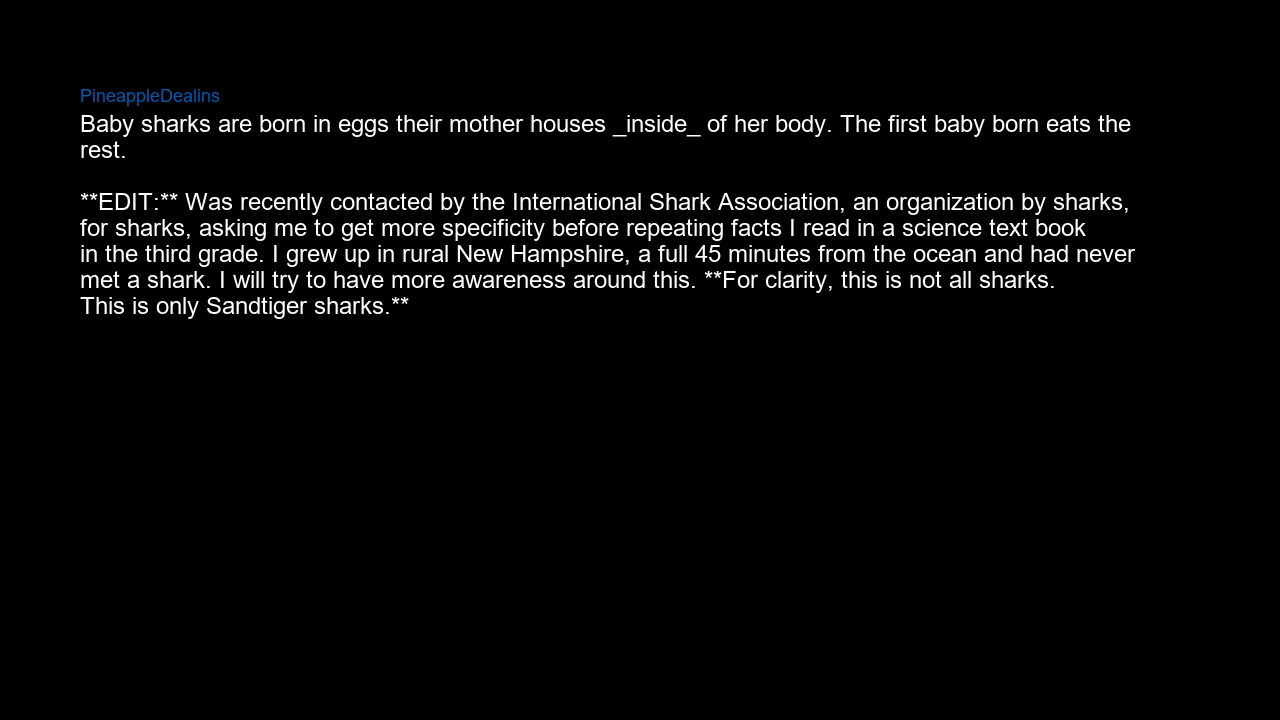 PineappleDealins
Baby sharks are born in eggs their mother houses _inside_ of her body. The first baby born eats the
rest.
**EDIT:** Was recently contacted by the International Shark Association, an organization by sharks,
for sharks, asking me to get more specificity before repeating facts I read in a science text book
in the third grade. I grew up in rural New Hampshire, a full 45 minutes from the ocean and had never
met a shark. I will try to have more awareness around this. **For clarity, this is not all sharks.
This is only Sandtiger sharks.**